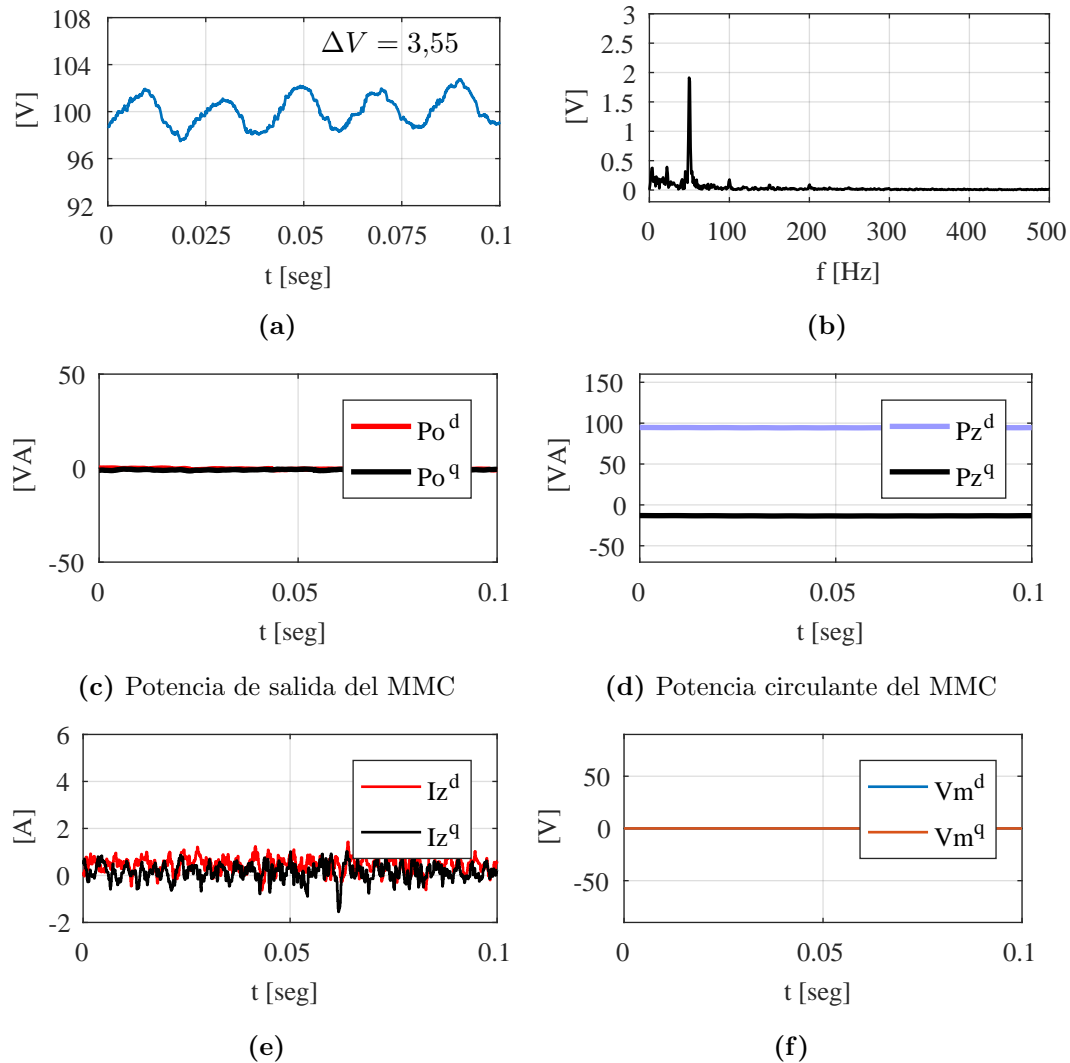 108
104
100
96
92
[V]
ΔV = 3,55
0 0.025 0.05 0.075 0.1
t [seg]
(a)
3
2.5
2
1
0.5
0
[V]
0 100 200 300 400 500
f [Hz]
(b)
50
0
-50
[VA]
Po^d
Po^q
0 0.05 0.1
t [seg]
(c) Potencia de salida del MMC
150
100
50
0
-50
[VA]
Pz^d
Pz^q
0 0.05 0.1
t [seg]
(d) Potencia circulante del MMC
6
4
2
0
-2
[A]
Iz^d
Iz^q
0 0.05 0.1
t [seg]
(e)
50
0
-50
[V]
Vm^d
Vm^q
0 0.05 0.1
t [seg]
(f)